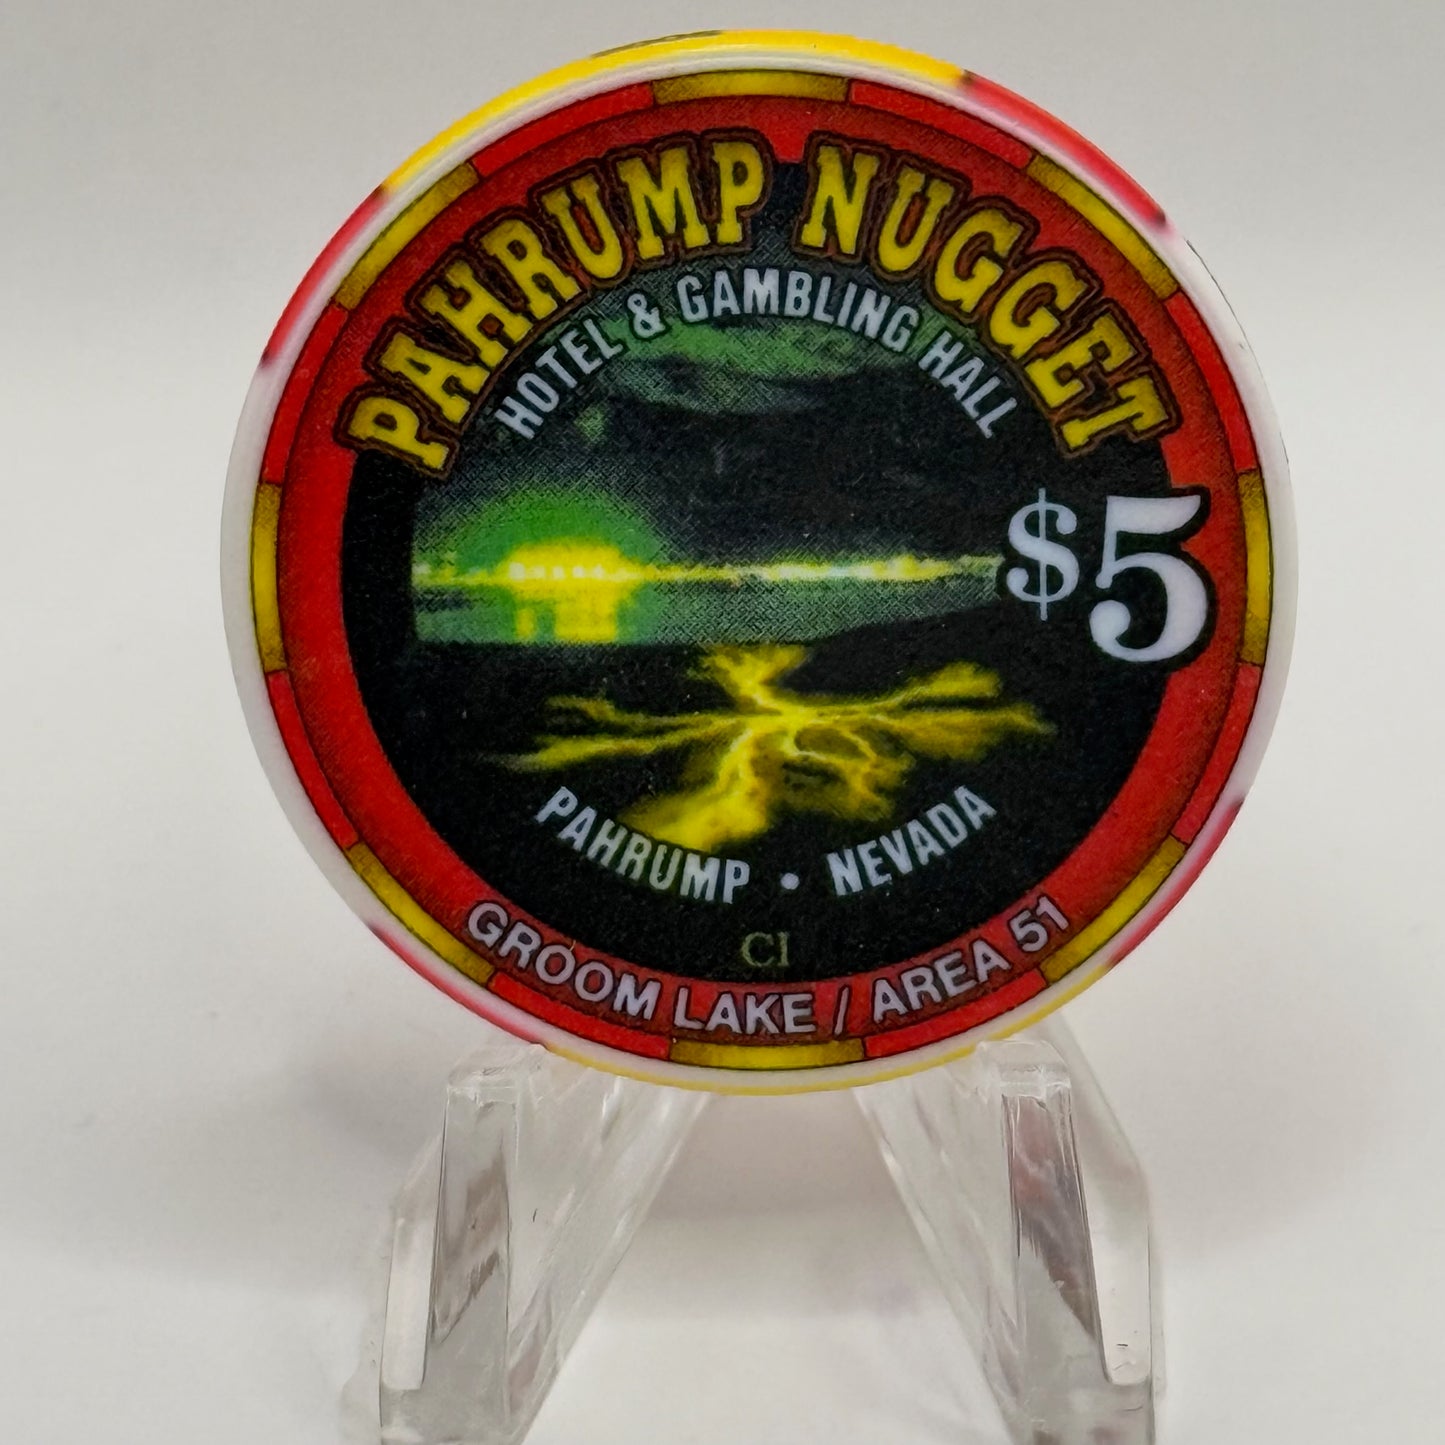 PAHRUMP NUGGET
HOTEL & GAMBLING HALL
$5
PAHRUMP • NEVADA
CI
GROOM LAKE / AREA 51